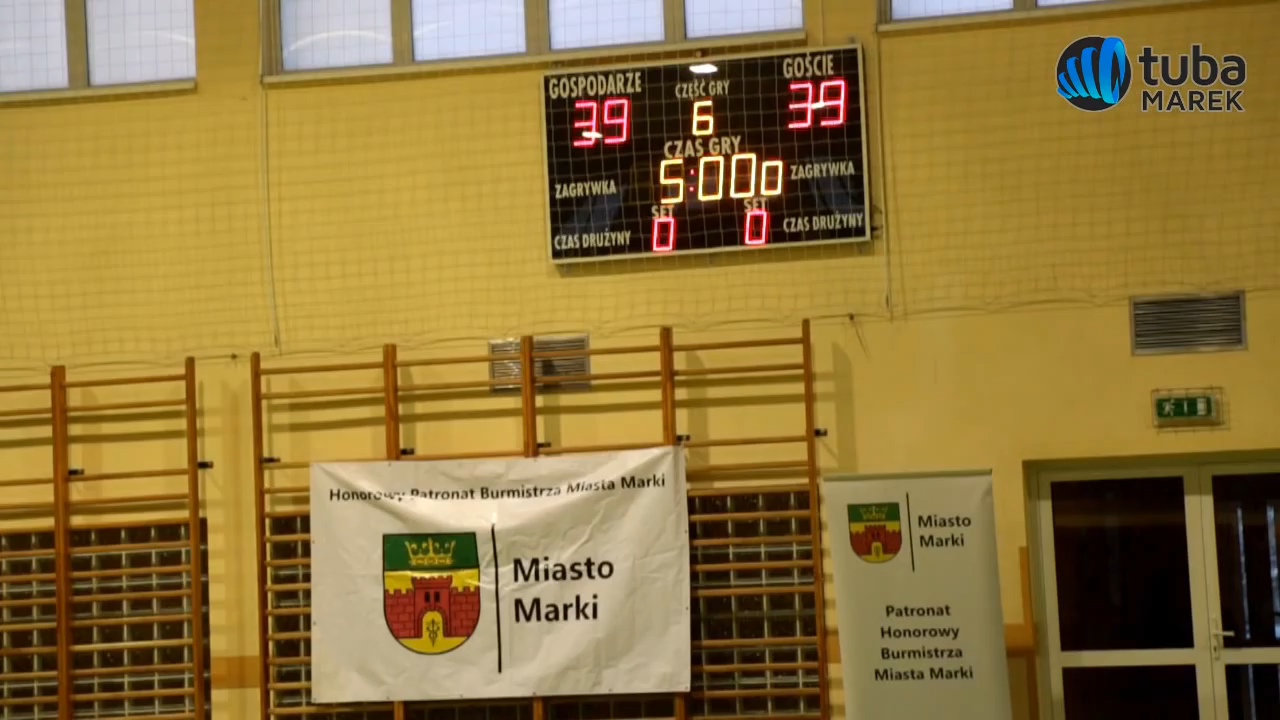 tuba
MAREK
GOSPODARZE
CZĘŚĆ GRY
GOŚCIE
39
6
39
CZAS GRY
5:000
ZAGRYWKA
ZAGRYWKA
SET
SET
0
0
CZAS DRUŻYNY
CZAS DRUŻYNY
Honorowy Patronat Burmistrza Miasta Marki
Miasto
Marki
Miasto
Marki
Patronat
Honorowy
Burmistrza
Miasta Marki